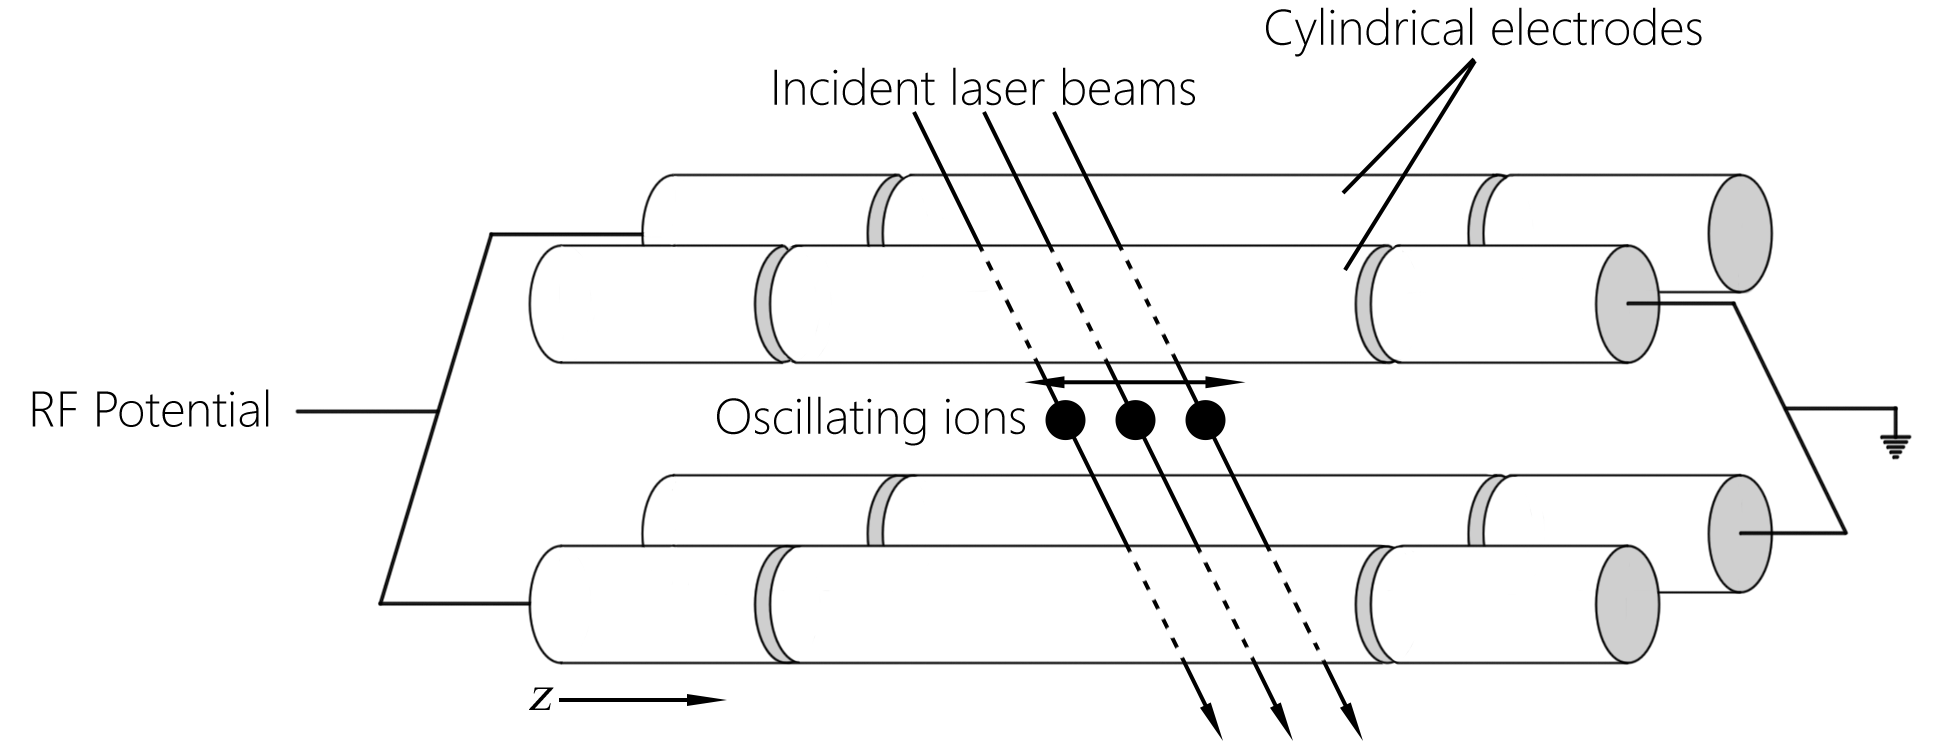 Cylindrical electrodes
Incident laser beams
RF Potential
Oscillating ions
z